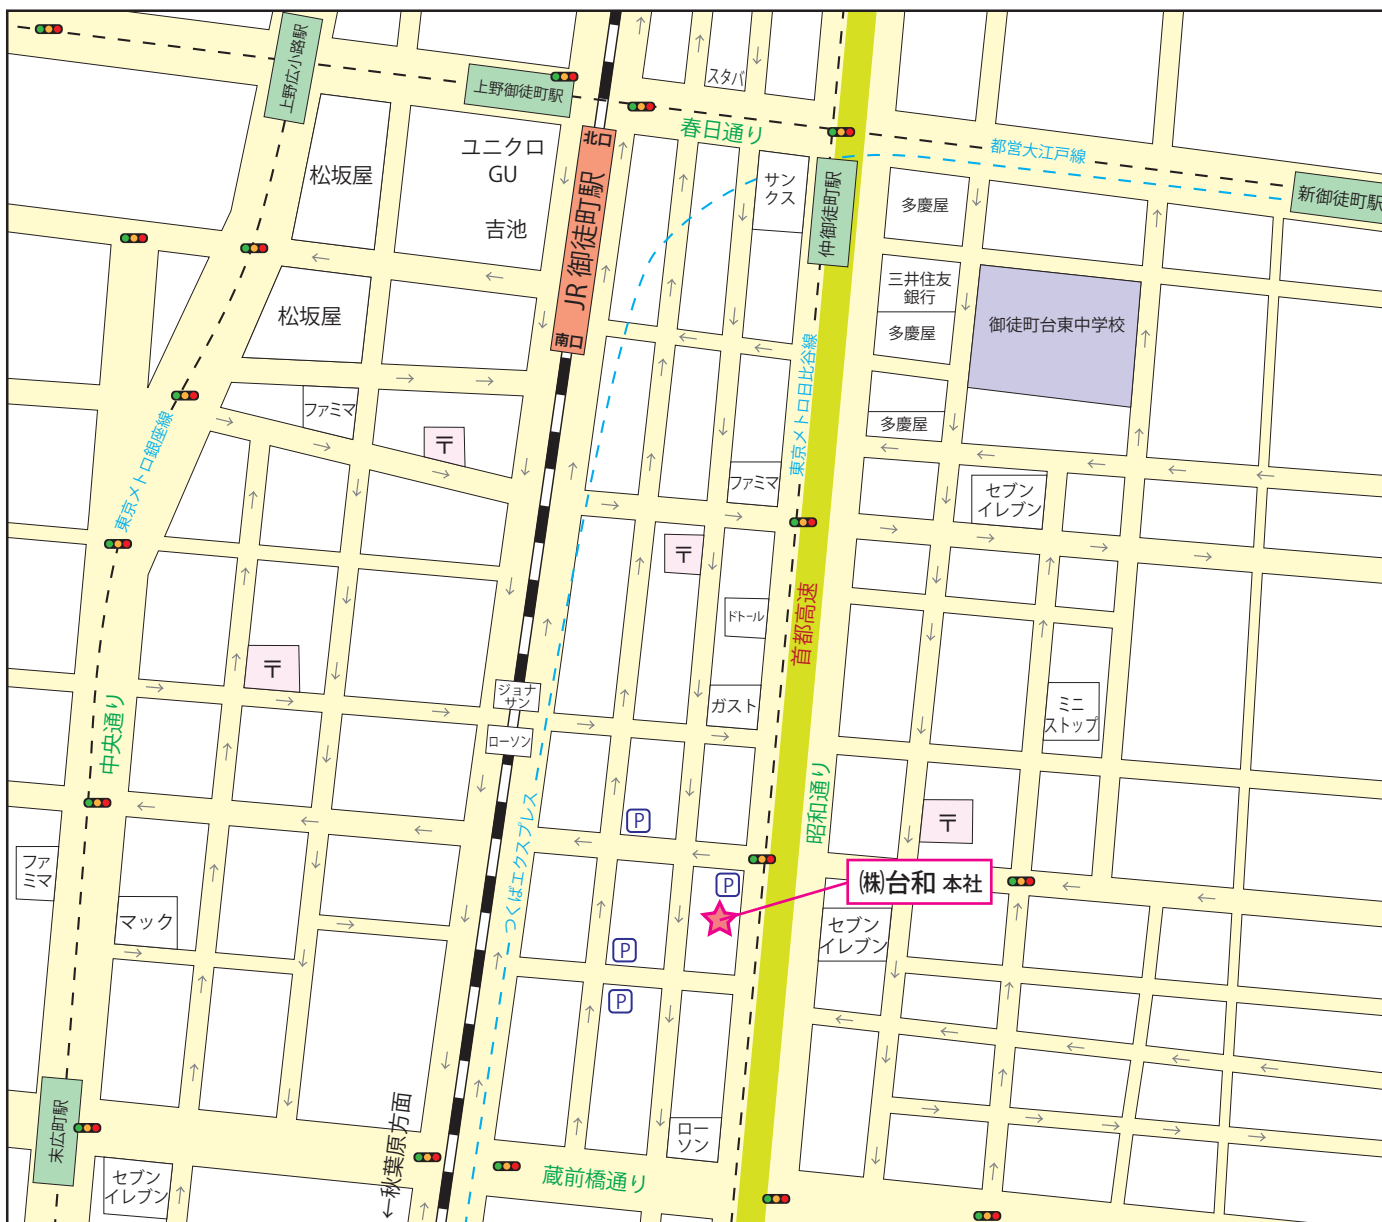 上野広小路駅
上野御徒町駅
スタバ
春日通り
都営大江戸線
新御徒町駅
北口
JR 御徒町駅
南口
ユニクロ
GU
吉池
松坂屋
サン
クス
仲御徒町駅
多慶屋
三井住友
銀行
多慶屋
御徒町台東中学校
松坂屋
ファミマ
〒
東京メトロ銀座線
東京メトロ日比谷線
多慶屋
ファミマ
セブン
イレブン
〒
ドトール
首都高速
〒
ジョナ
サン
ガスト
ミニ
ストップ
中央通り
ローソン
昭和通り
つくばエクスプレス
P
〒
ファ
ミマ
マック
P
㈱台和 本社
セブン
イレブン
P
P
末広町駅
←秋葉原方面
ロー
ソン
セブン
イレブン
蔵前橋通り